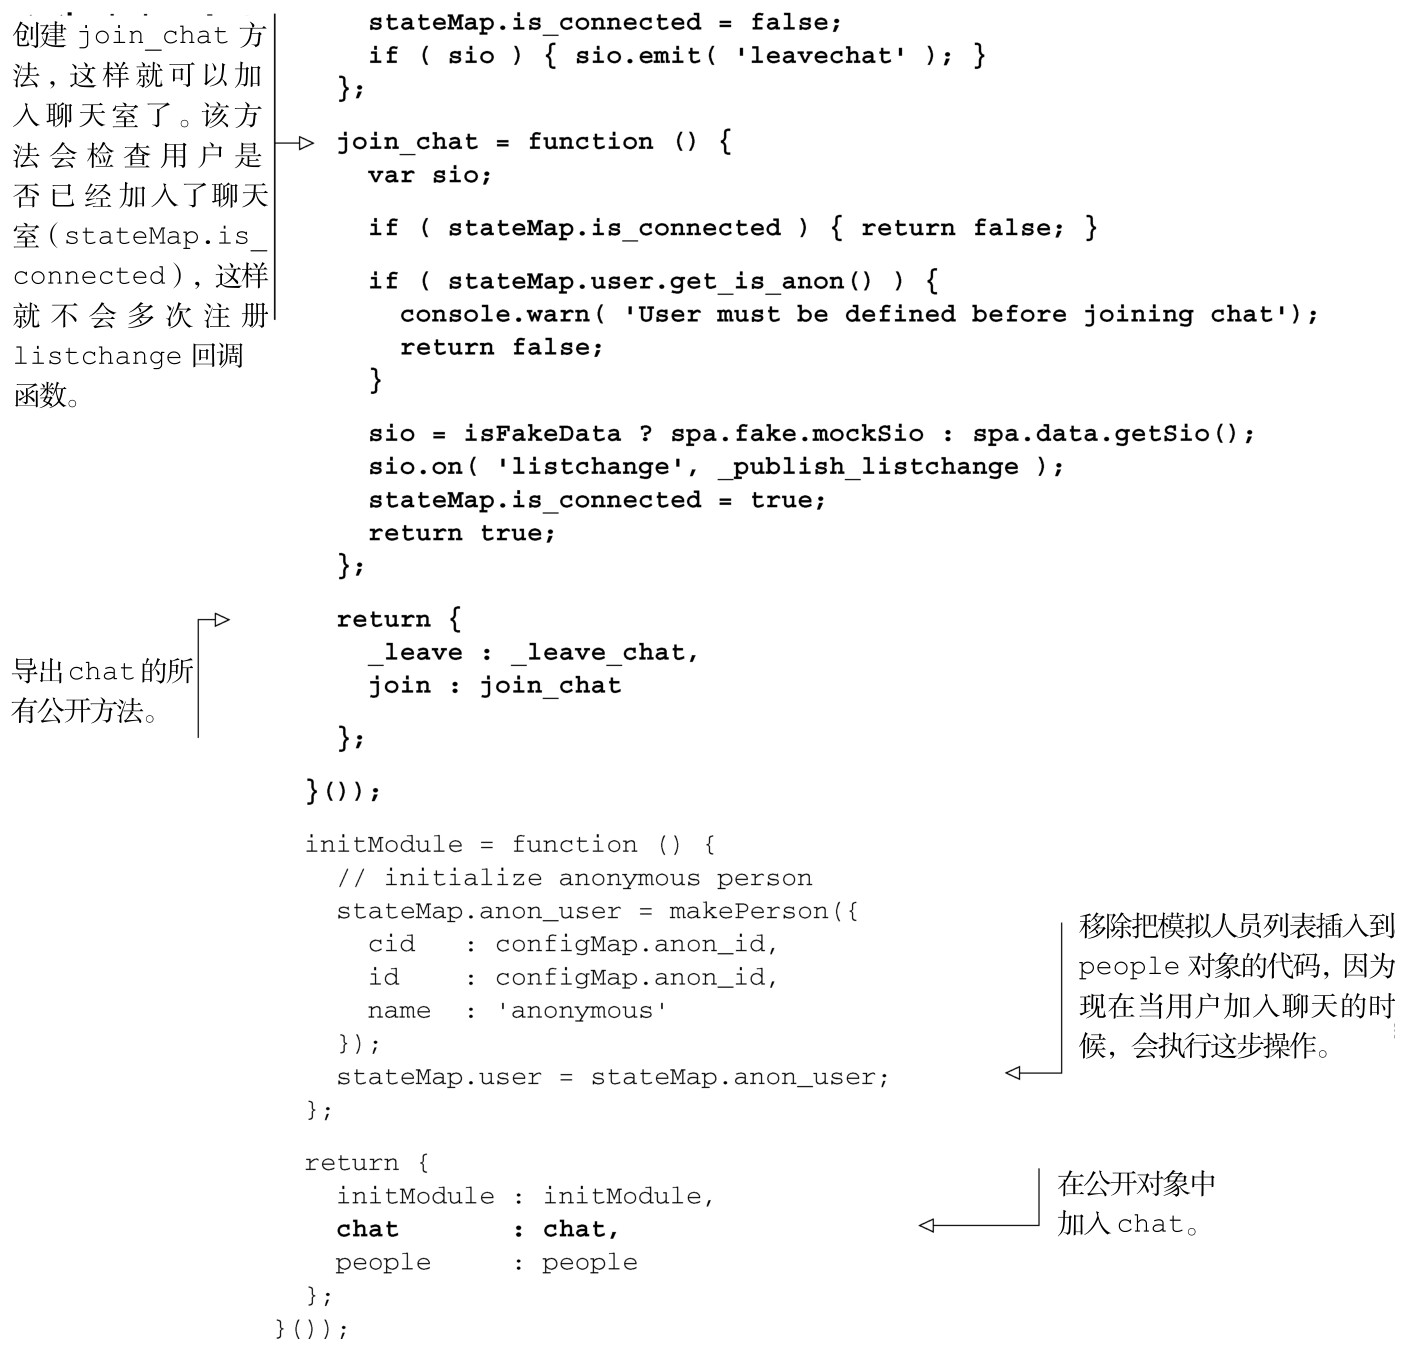 创建 join_chat 方
法，这样就可以加
入聊天室了。该方
法会检查用户是
否已经加入了聊天
室（stateMap.is_
connected），这样
就不会多次注册
listchange 回调
函数。
stateMap.is_connected = false;
if ( sio ) { sio.emit( 'leavechat' ); }
};
join_chat = function () {
var sio;
if ( stateMap.is_connected ) { return false; }
if ( stateMap.user.get_is_anon() ) {
console.warn( 'User must be defined before joining chat');
return false;
}
sio = isFakeData ? spa.fake.mockSio : spa.data.getSio();
sio.on( 'listchange', _publish_listchange );
stateMap.is_connected = true;
return true;
};
导出 chat 的所
有公开方法。
return {
_leave : _leave_chat,
join : join_chat
};
}());
initModule = function () {
// initialize anonymous person
stateMap.anon_user = makePerson({
cid : configMap.anon_id,
id : configMap.anon_id,
name : 'anonymous'
});
stateMap.user = stateMap.anon_user;
};
移除把模拟人员列表插入到
people 对象的代码，因为
现在当用户加入聊天的时
候，会执行这步操作。
return {
initModule : initModule,
chat : chat,
people : people
};
}());
在公开对象中
加入 chat。